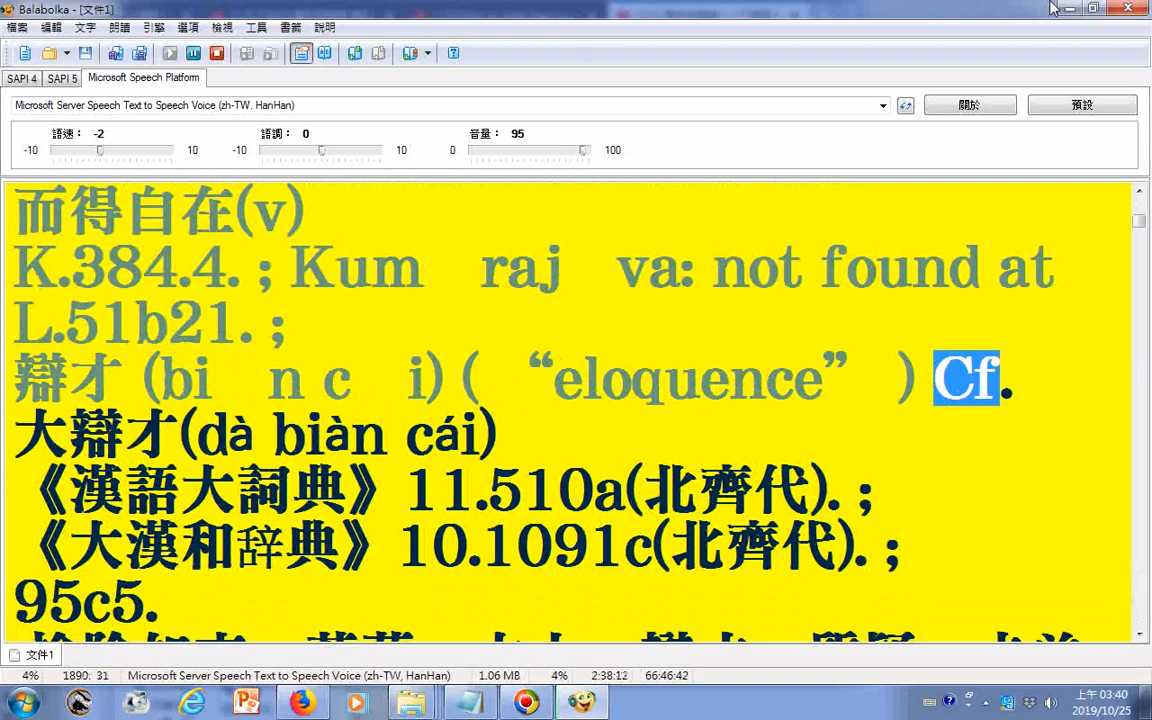 Balabolka - [文件1]
檔案 編輯 文字 朗讀 引擎 選項 檢視 工具 書籤 說明
SAPI 4 SAPI 5 Microsoft Speech Platform
Microsoft Server Speech Text to Speech Voice (zh-TW, HanHan) 關於 預設
語速： -2 語調： 0 音量： 95
-10 10 -10 10 0 100
而得自在(v)
K.384.4. ; Kum raj va: not found at
L.51b21. ;
辯才 (bi n c i) ( “eloquence” ) Cf.
大辯才(dà biàn cái)
《漢語大詞典》 11.510a(北齊代). ;
《大漢和辞典》 10.1091c(北齊代). ;
95c5.
文件1
4% 1890: 31 Microsoft Server Speech Text to Speech Voice (zh-TW, HanHan) 1.06 MB 4% 2:38:12 66:46:42
上午 03:40
2019/10/25